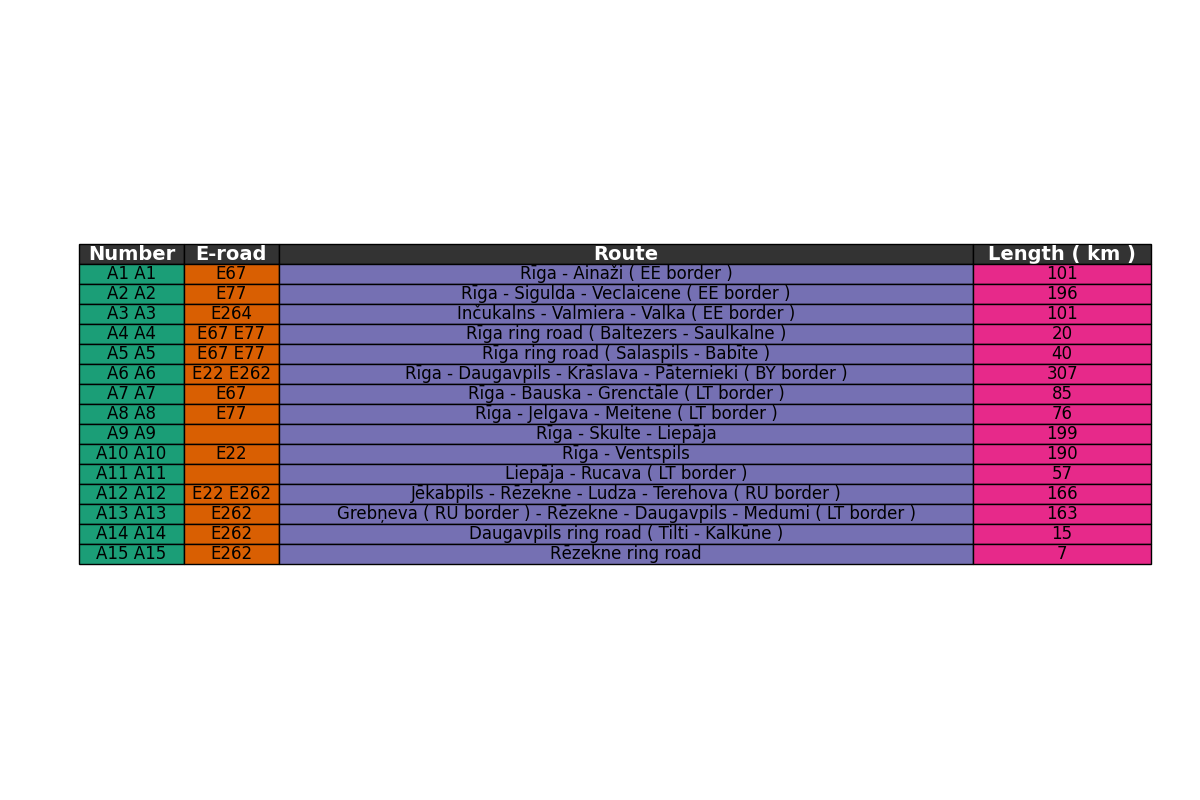 Number E-road Route Length ( km )
A1 A1 E67 Rīga - Ainaži ( EE border ) 101
A2 A2 E77 Rīga - Sigulda - Veclaicene ( EE border ) 196
A3 A3 E264 Inčukalns - Valmiera - Valka ( EE border ) 101
A4 A4 E67 E77 Rīga ring road ( Baltezers - Saulkalne ) 20
A5 A5 E67 E77 Rīga ring road ( Salaspils - Babīte ) 40
A6 A6 E22 E262 Rīga - Daugavpils - Krāslava - Pāternieki ( BY border ) 307
A7 A7 E67 Rīga - Bauska - Grenctāle ( LT border ) 85
A8 A8 E77 Rīga - Jelgava - Meitene ( LT border ) 76
A9 A9 Rīga - Skulte - Liepāja 199
A10 A10 E22 Rīga - Ventspils 190
A11 A11 Liepāja - Rucava ( LT border ) 57
A12 A12 E22 E262 Jēkabpils - Rēzekne - Ludza - Terehova ( RU border ) 166
A13 A13 E262 Grebņeva ( RU border ) - Rēzekne - Daugavpils - Medumi ( LT border ) 163
A14 A14 E262 Daugavpils ring road ( Tilti - Kalkūne ) 15
A15 A15 E262 Rēzekne ring road 7